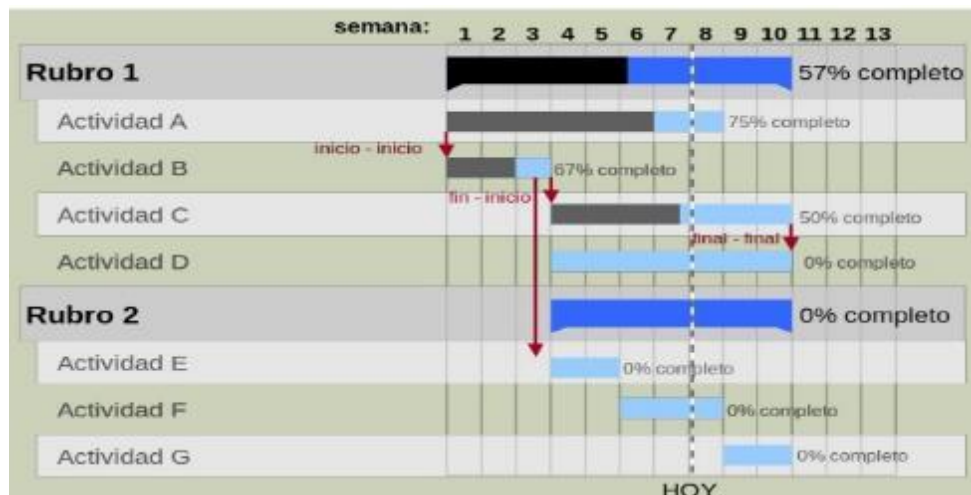 semana: 1 2 3 4 5 6 7 8 9 10 11 12 13
Rubro 1 57% completo
Actividad A 75% completo
inicio - inicio
Actividad B 67% completo
fin - inicio
Actividad C 50% completo
final - final
Actividad D 0% completo
Rubro 2 0% completo
Actividad E 0% completo
Actividad F 0% completo
Actividad G 0% completo
HOY